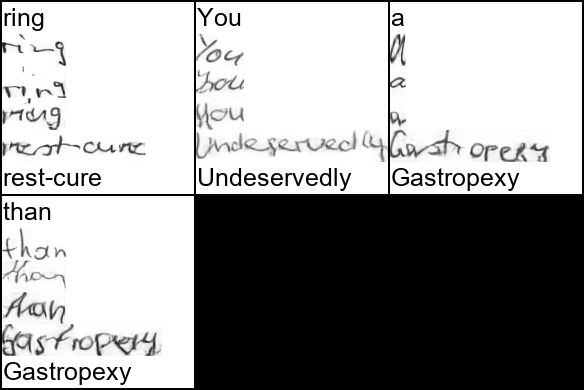 ring
ring
ring
ring
rest-cure
rest-cure
You
You
You
You
Undeservedly
Undeservedly
a
a
a
a
Gastropexy
Gastropexy
than
than
than
than
Gastropexy
Gastropexy